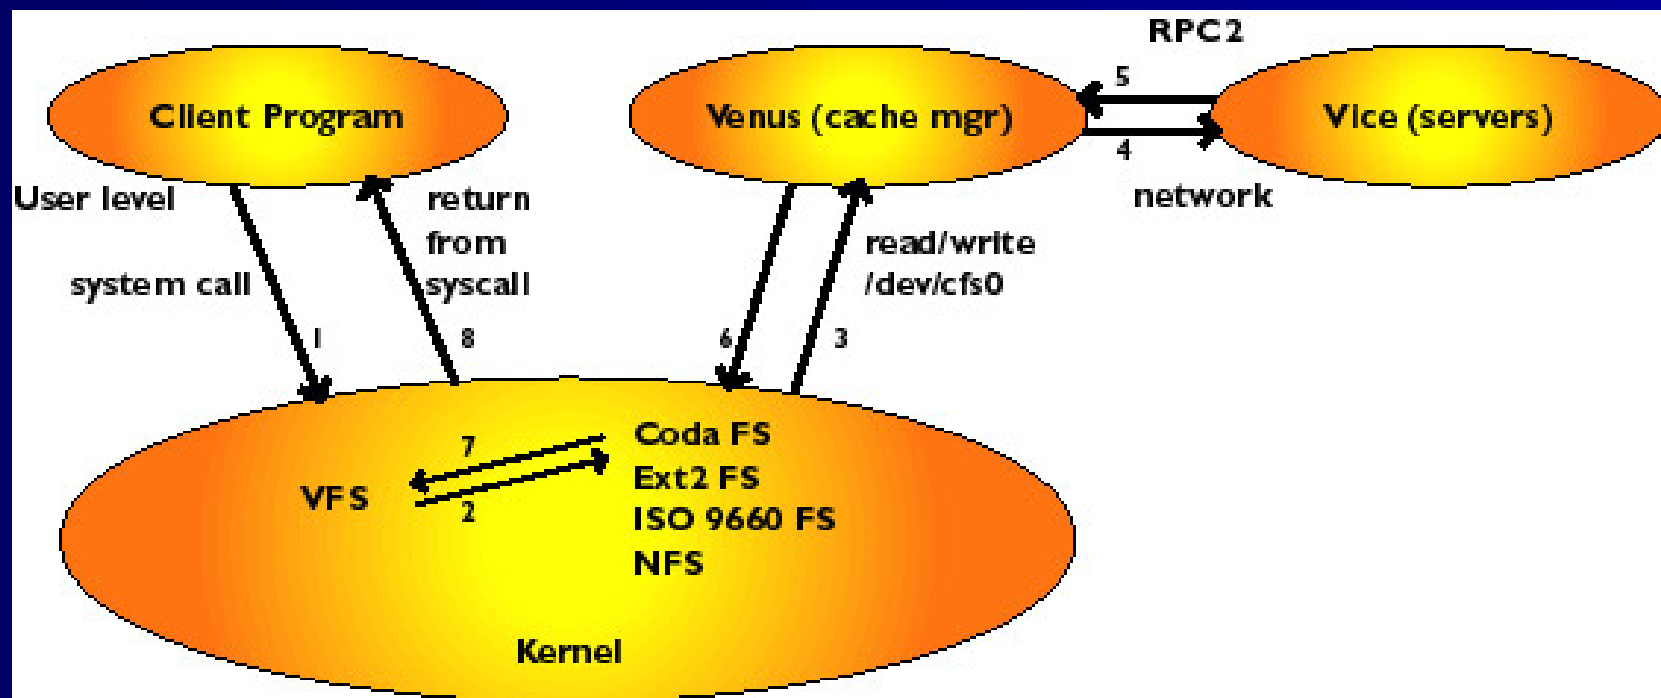 RPC2
Client Program
Venus (cache mgr)
5
4
Vice (servers)
network
User level
system call
1
return
from
syscall
8
6
3
read/write
/dev/cfs0
VFS
7
2
Coda FS
Ext2 FS
ISO 9660 FS
NFS
Kernel